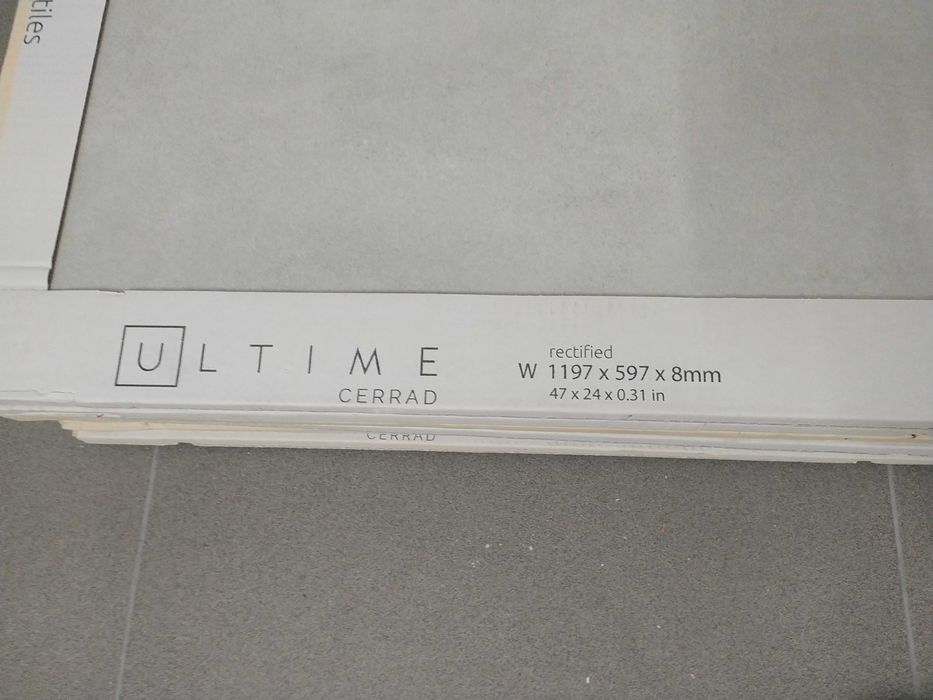 tiles
ULTIME
CERRAD
rectified
W 1197 x 597 x 8mm
47 x 24 x 0.31 in
CERRAD